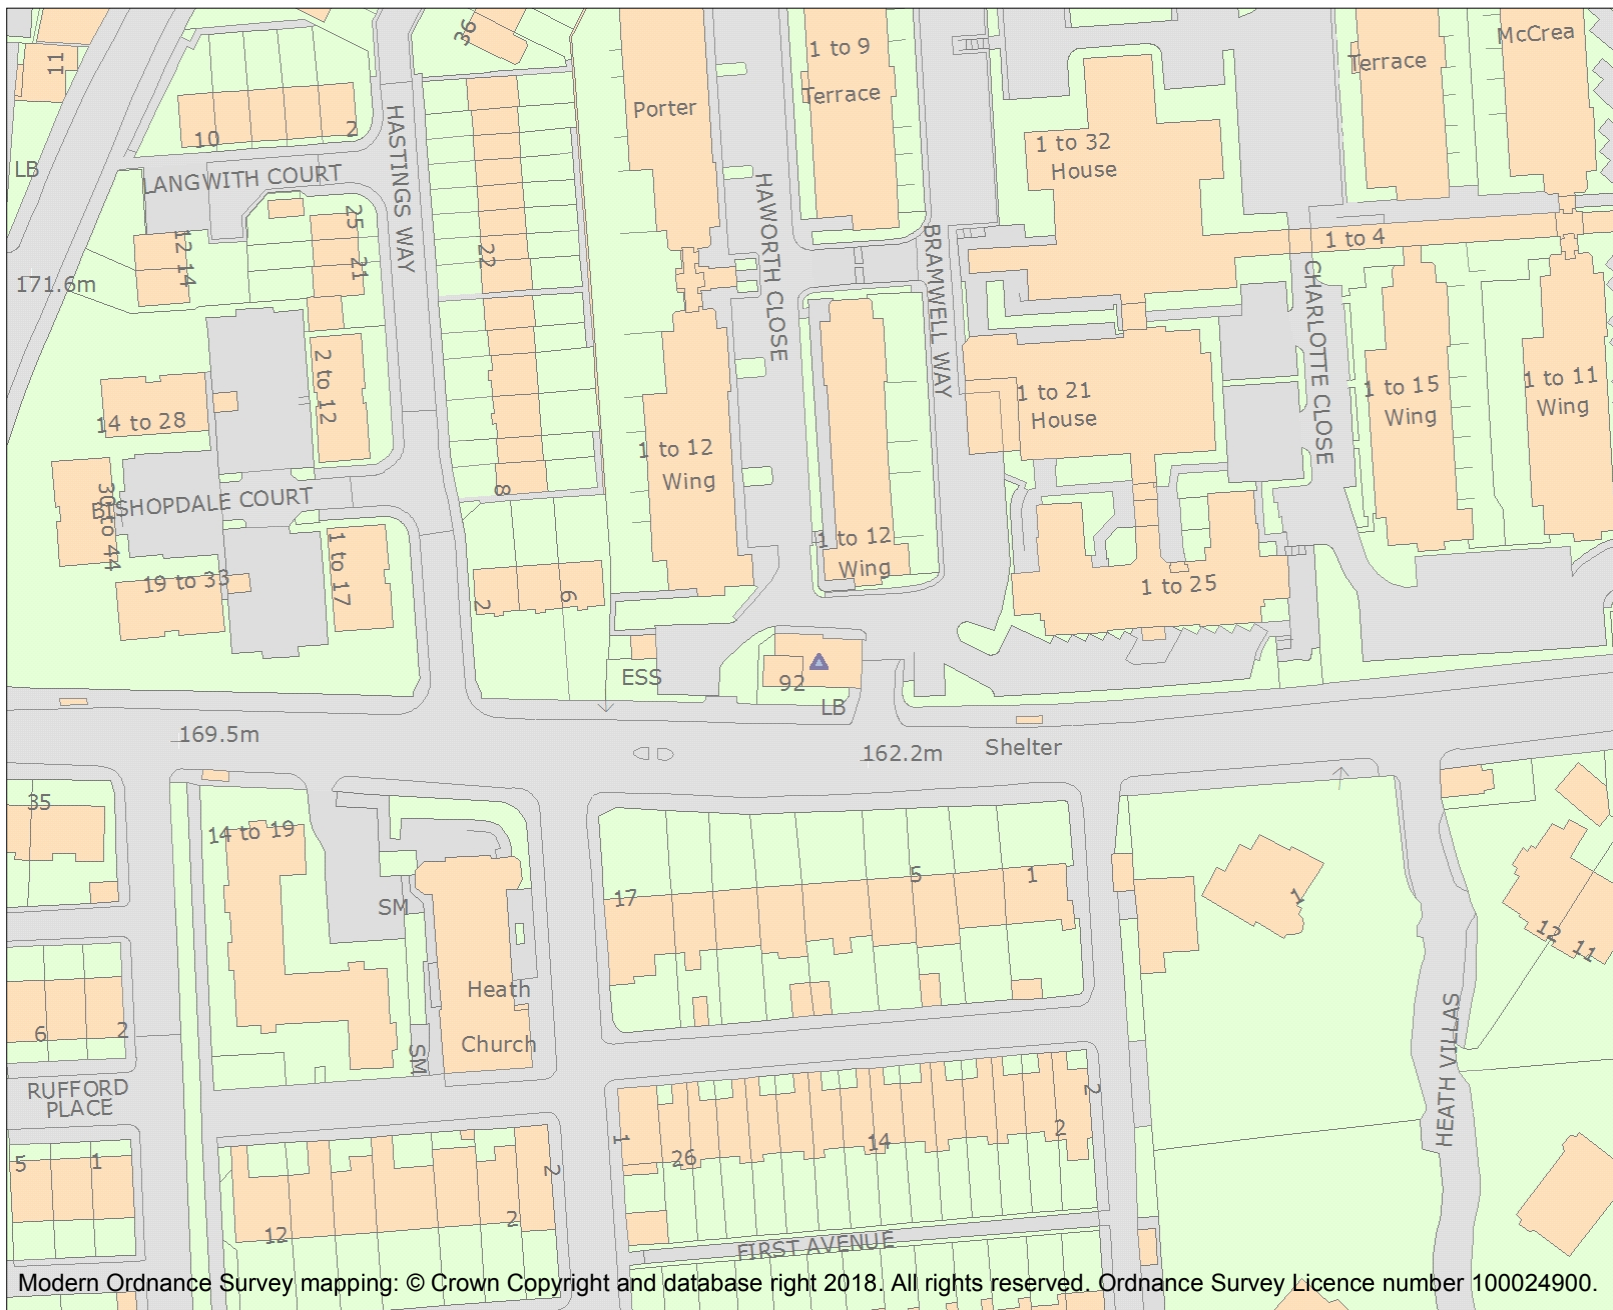 36
1 to 9
Terrace
McCrea
Terrace
11
Porter
10
2
HASTINGS WAY
1 to 32
House
LB
LANGWITH COURT
HAWORTH CLOSE
25
21
12 14
22
BRAMWELL WAY
1 to 4
171.6m
CHARLOTTE CLOSE
2 to 12
14 to 28
1 to 21
House
1 to 15
Wing
1 to 11
Wing
1 to 12
Wing
8
30 to 44
BISHOPDALE COURT
1 to 12
Wing
1 to 17
19 to 33
2
6
1 to 25
ESS
92
LB
169.5m
162.2m
Shelter
35
14 to 19
17
5
1
1
SM
12
11
Heath
Church
6
2
SM
HEATH VILLAS
RUFFORD
PLACE
2
1
26
14
2
5
1
2
12
2
FIRST AVENUE
Modern Ordnance Survey mapping: © Crown Copyright and database right 2018. All rights reserved. Ordnance Survey Licence number 100024900.